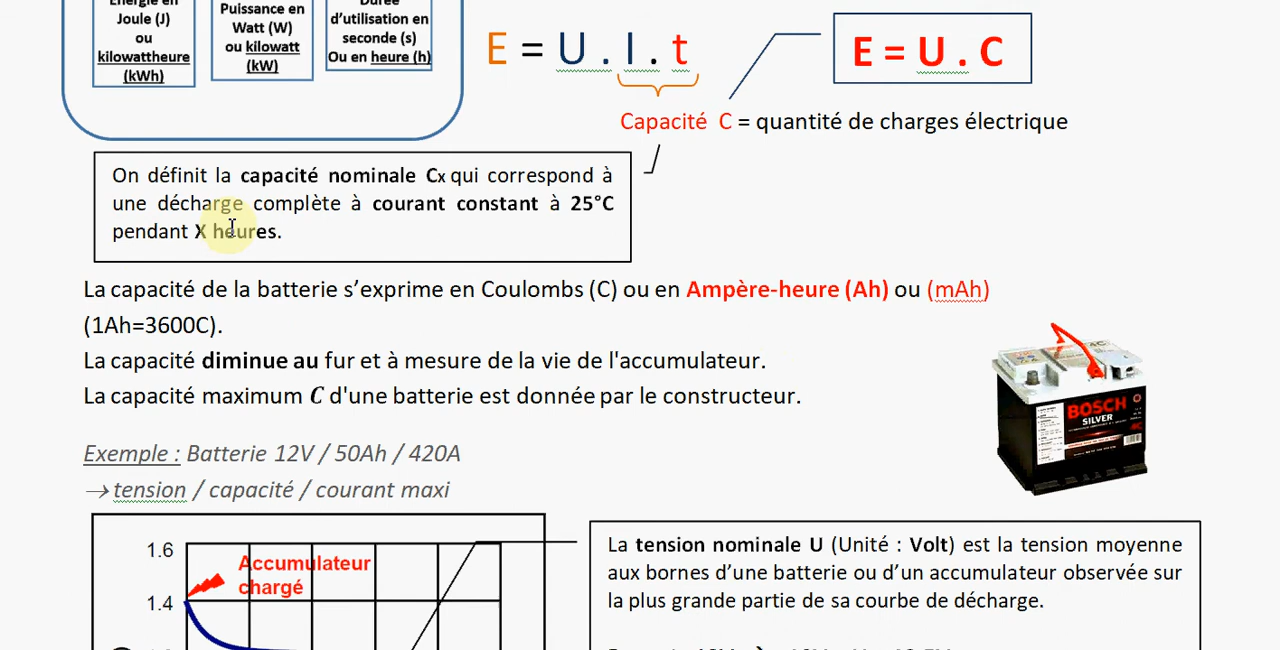 Énergie en
Joule (J)
ou
kilowattheure
(kWh)
Puissance en
Watt (W)
ou kilowatt
(kW)
Durée
d’utilisation en
seconde (s)
Ou en heure (h)
E = U . I . t
E = U . C
Capacité C = quantité de charges électrique
On définit la capacité nominale Cx qui correspond à
une décharge complète à courant constant à 25°C
pendant X heures.
La capacité de la batterie s’exprime en Coulombs (C) ou en Ampère-heure (Ah) ou (mAh)
(1Ah=3600C).
La capacité diminue au fur et à mesure de la vie de l'accumulateur.
La capacité maximum C d'une batterie est donnée par le constructeur.
BOSCH
SILVER
Exemple : Batterie 12V / 50Ah / 420A
→ tension / capacité / courant maxi
1.6
Accumulateur
chargé
1.4
La tension nominale U (Unité : Volt) est la tension moyenne
aux bornes d’une batterie ou d’un accumulateur observée sur
la plus grande partie de sa courbe de décharge.